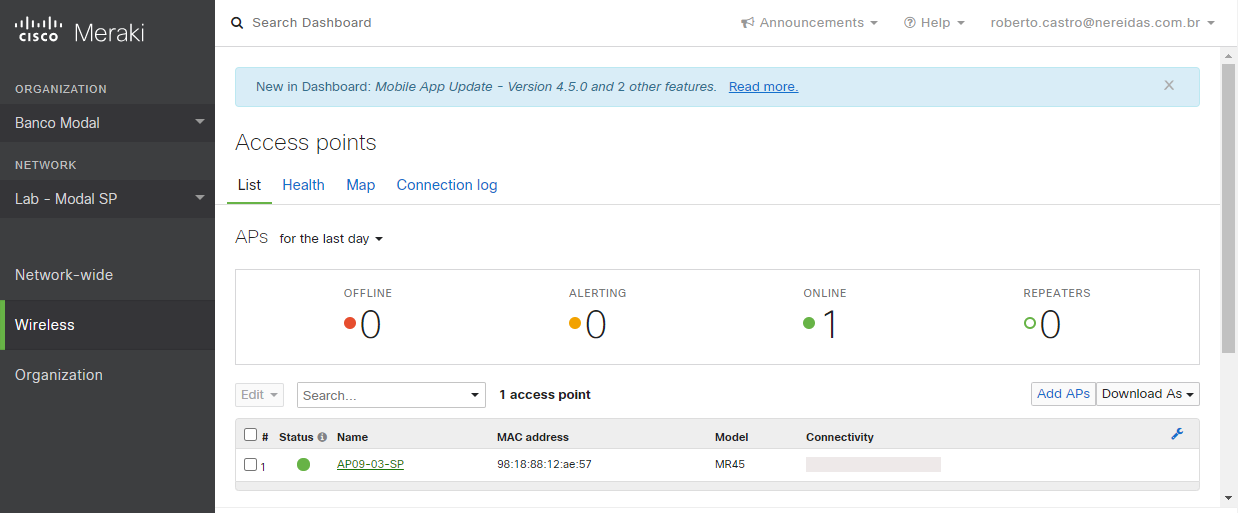 CISCO Meraki
Search Dashboard
Announcements
Help
roberto.castro@nereidas.com.br
ORGANIZATION
Banco Modal
NETWORK
Lab - Modal SP
Network-wide
Wireless
Organization
New in Dashboard: Mobile App Update - Version 4.5.0 and 2 other features. Read more.
Access points
List Health Map Connection log
APs for the last day
OFFLINE ALERTING ONLINE REPEATERS
0 0 1 0
Edit Search... 1 access point Add APs Download As
# Status Name MAC address Model Connectivity
1 AP09-03-SP 98:18:88:12:ae:57 MR45